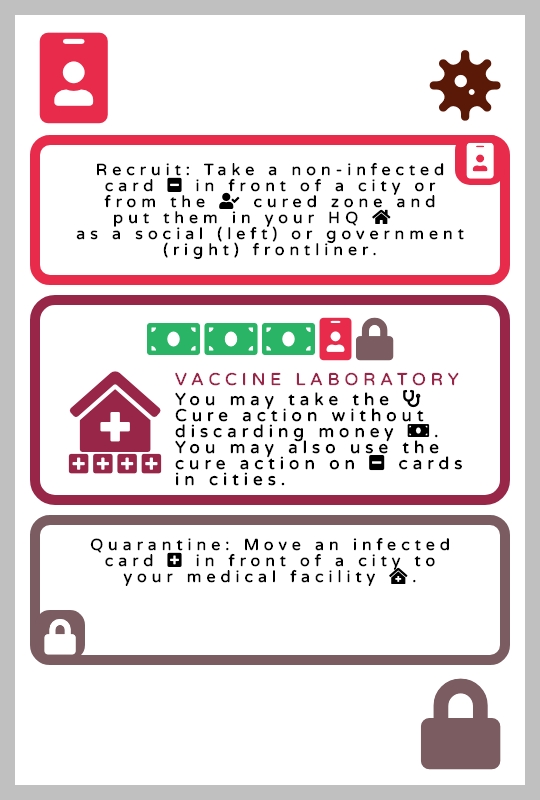 Recruit: Take a non-infected
card in front of a city or
from the cured zone and
put them in your HQ
as a social (left) or government
(right) frontliner.
VACCINE LABORATORY
You may take the
Cure action without
discarding money .
You may also use the
cure action on cards
in cities.
Quarantine: Move an infected
card in front of a city to
your medical facility .